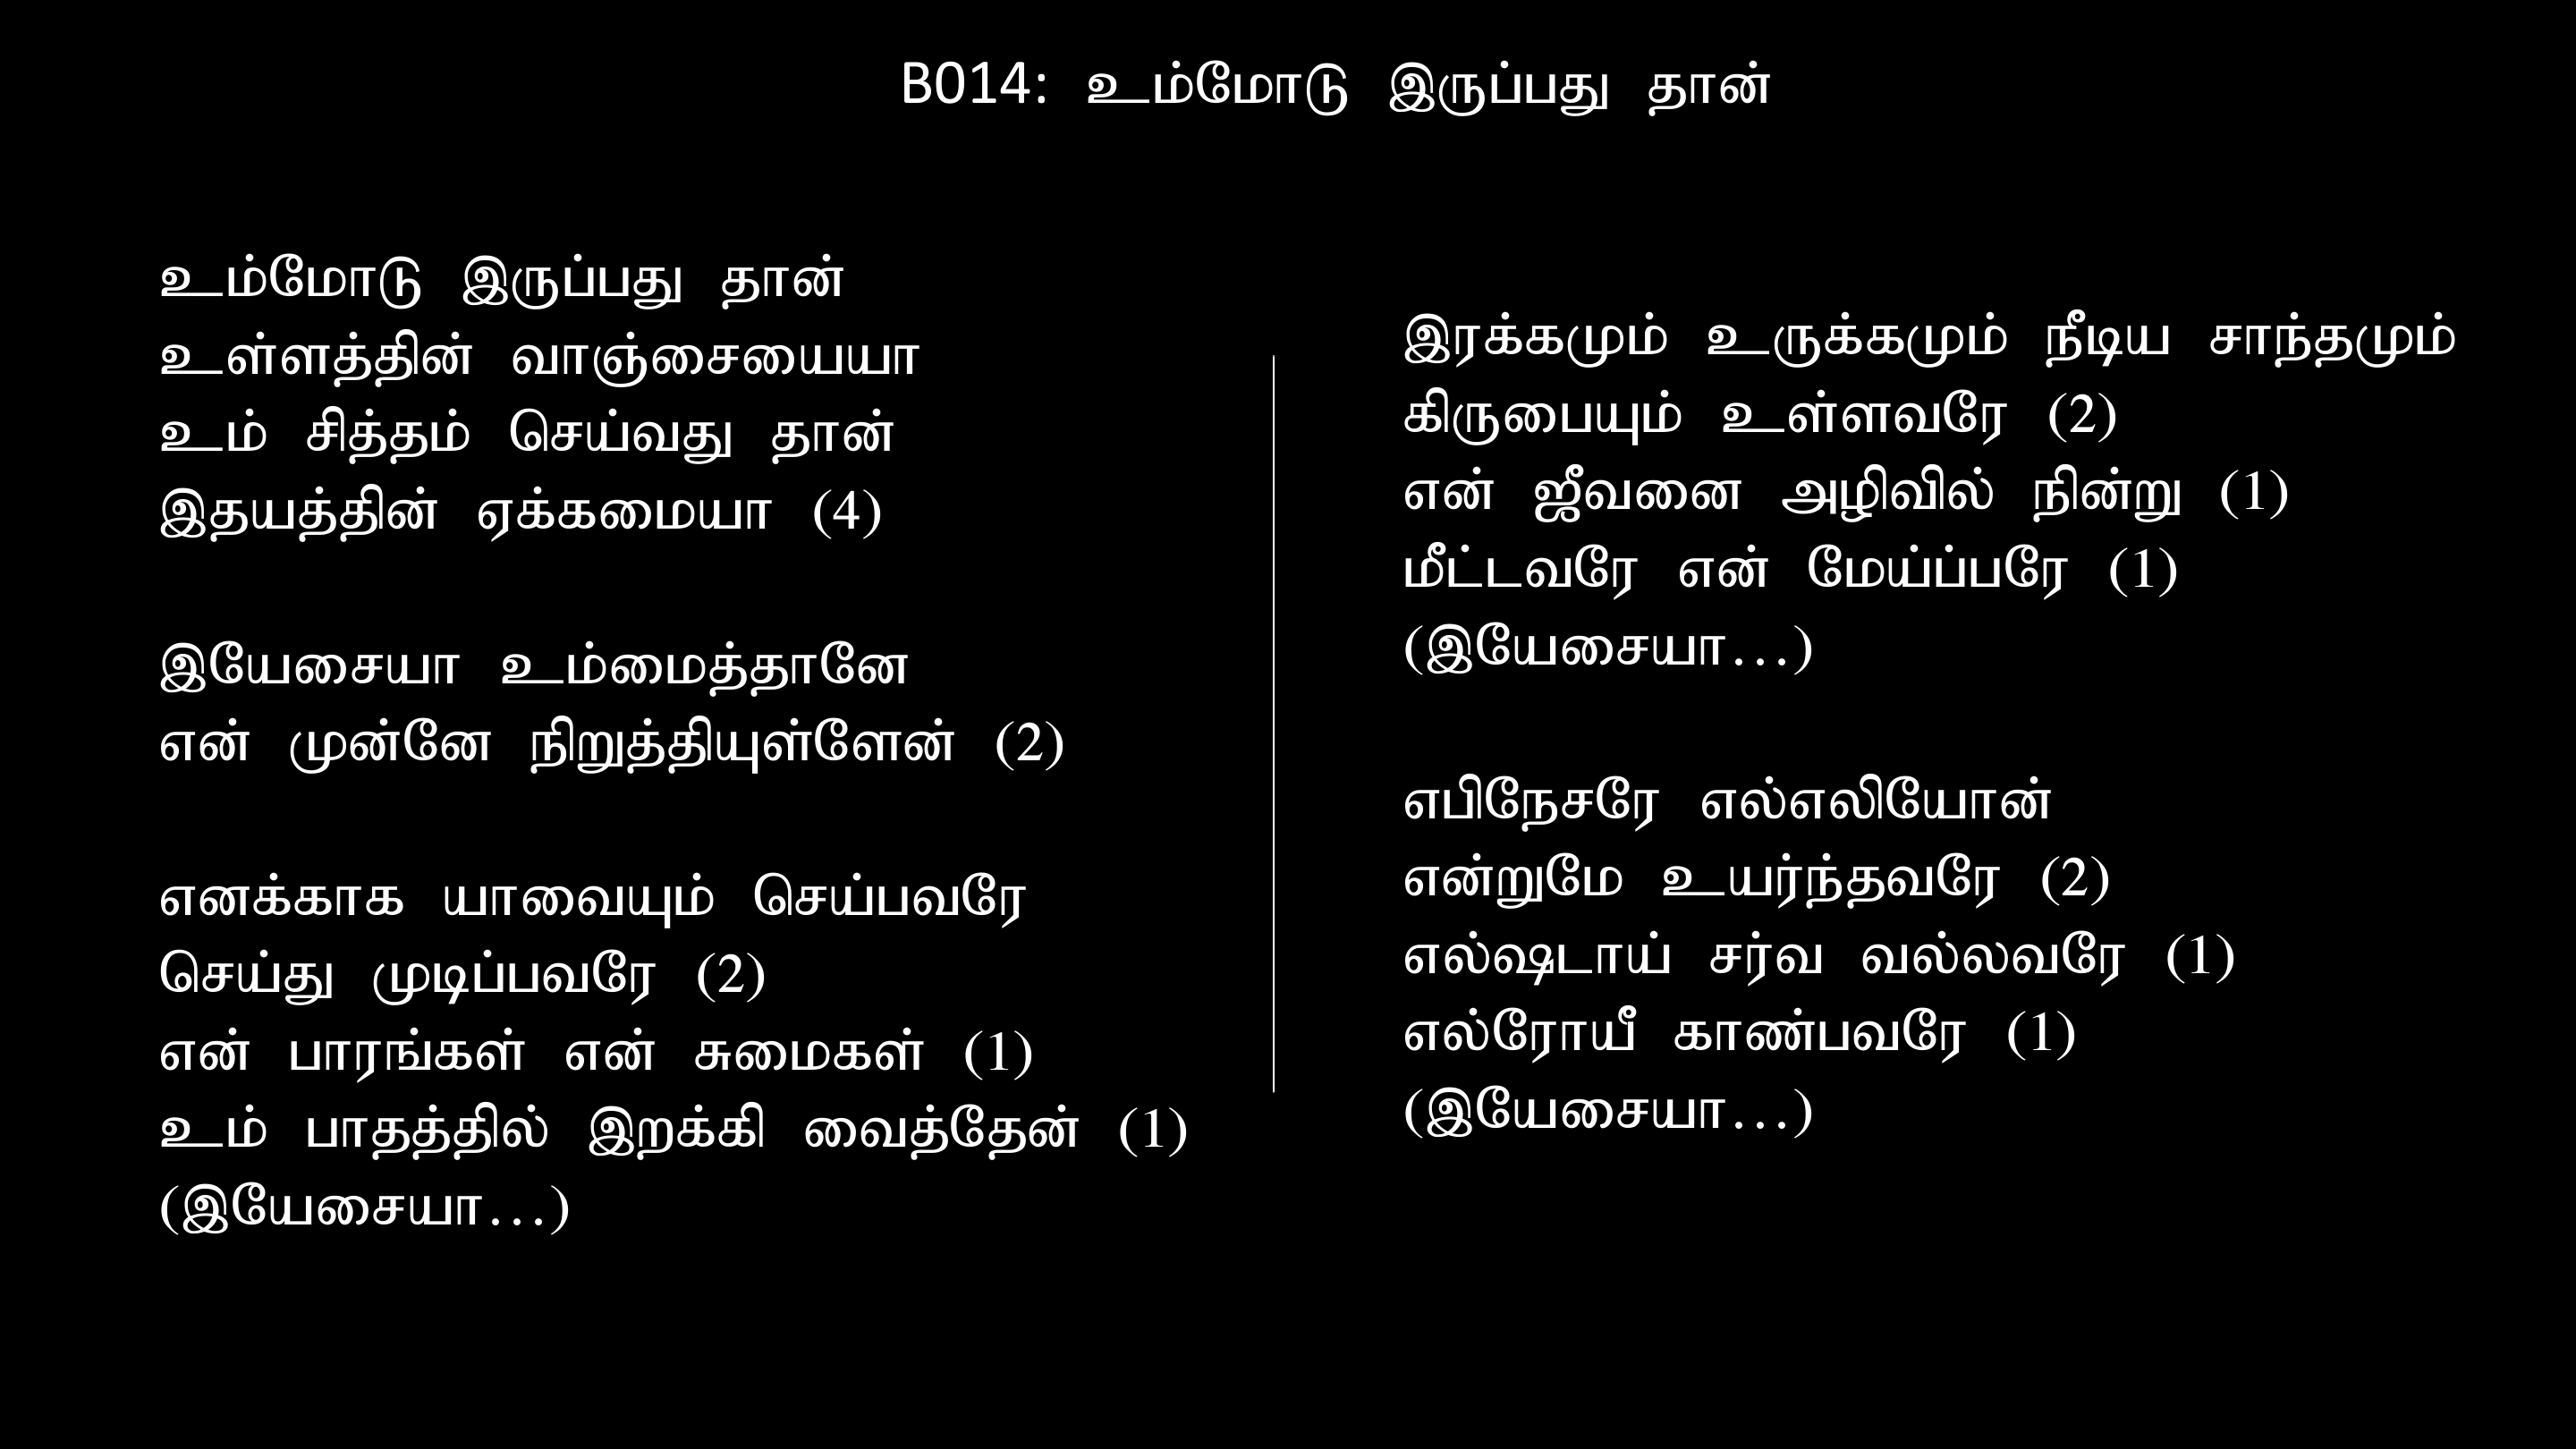 B014: உம்மோடு இருப்பது தான்
உம்மோடு இருப்பது தான்
உள்ளத்தின் வாஞ்சையையா
உம் சித்தம் செய்வது தான்
இதயத்தின் ஏக்கமையா (4)
இயேசையா உம்மைத்தானே
என் முன்னே நிறுத்தியுள்ளேன் (2)
எனக்காக யாவையும் செய்பவரே
செய்து முடிப்பவரே (2)
என் பாரங்கள் என் சுமைகள் (1)
உம் பாதத்தில் இறக்கி வைத்தேன் (1)
(இயேசையா...)
இரக்கமும் உருக்கமும் நீடிய சாந்தமும்
கிருபையும் உள்ளவரே (2)
என் ஜீவனை அழிவில் நின்று (1)
மீட்டவரே என் மேய்ப்பரே (1)
(இயேசையா...)
எபிநேசரே எல்எலியோன்
என்றுமே உயர்ந்தவரே (2)
எல்ஷடாய் சர்வ வல்லவரே (1)
எல்ரோயீ காண்பவரே (1)
(இயேசையா...)